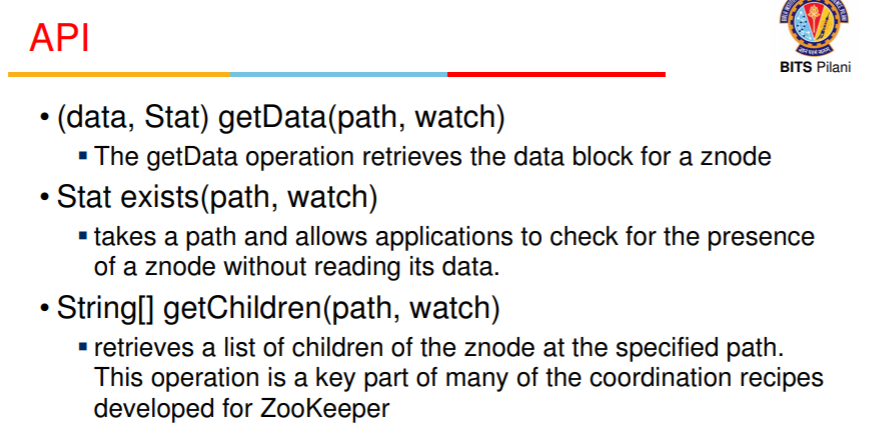 API
BITS Pilani
• (data, Stat) getData(path, watch)
▪ The getData operation retrieves the data block for a znode
• Stat exists(path, watch)
▪ takes a path and allows applications to check for the presence
of a znode without reading its data.
• String[] getChildren(path, watch)
▪ retrieves a list of children of the znode at the specified path.
This operation is a key part of many of the coordination recipes
developed for ZooKeeper